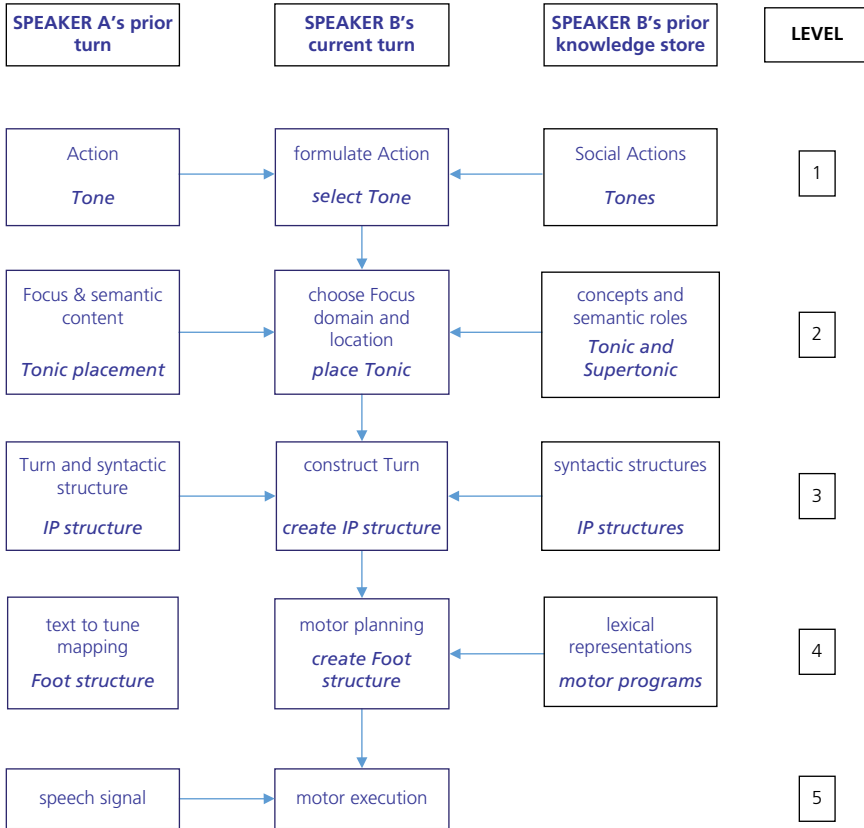 SPEAKER A's prior
turn
SPEAKER B's
current turn
SPEAKER B's prior
knowledge store
LEVEL
Action
Tone
formulate Action
select Tone
Social Actions
Tones
1
Focus & semantic
content
Tonic placement
choose Focus
domain and
location
place Tonic
concepts and
semantic roles
Tonic and
Supertonic
2
Turn and syntactic
structure
IP structure
construct Turn
create IP structure
syntactic structures
IP structures
3
text to tune
mapping
Foot structure
motor planning
create Foot
structure
lexical
representations
motor programs
4
speech signal
motor execution
5